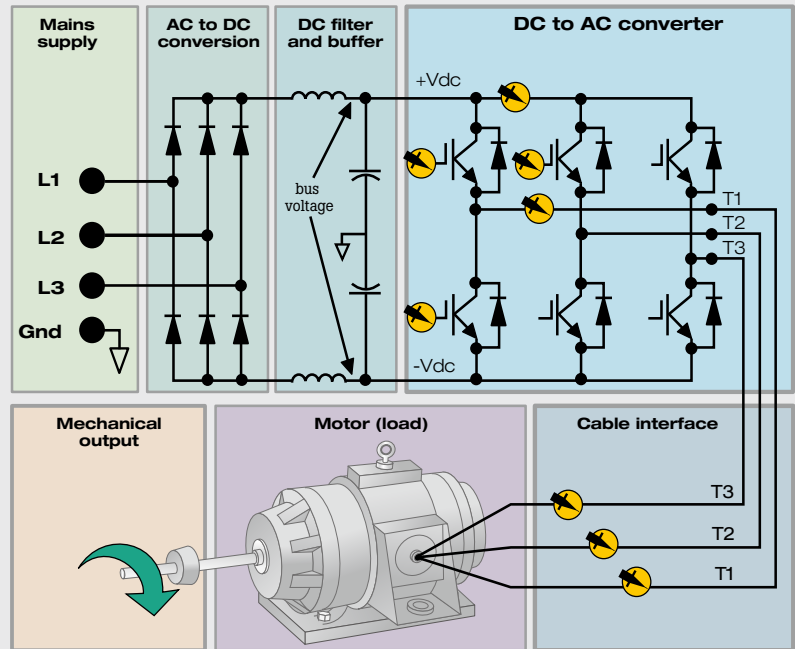 Mains
supply
AC to DC
conversion
DC filter
and buffer
DC to AC converter
+Vdc
L1
bus
voltage
T1
L2
T2
T3
L3
Gnd
-Vdc
Mechanical
output
Motor (load)
Cable interface
T3
T2
T1